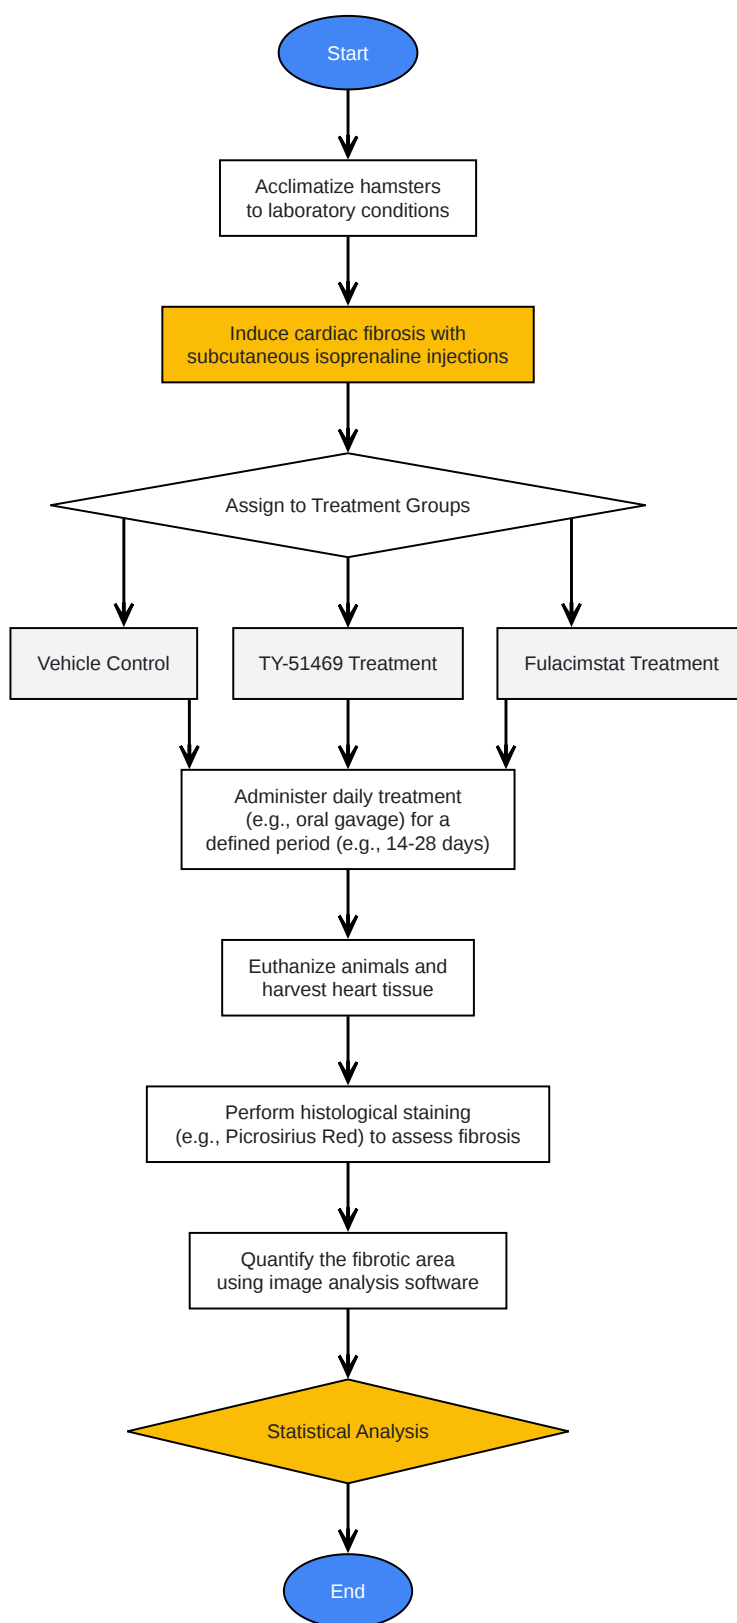 Start
Acclimatize hamsters
to laboratory conditions
Induce cardiac fibrosis with
subcutaneous isoprenaline injections
Assign to Treatment Groups
Vehicle Control
TY-51469 Treatment
Fulacimstat Treatment
Administer daily treatment
(e.g., oral gavage) for a
defined period (e.g., 14-28 days)
Euthanize animals and
harvest heart tissue
Perform histological staining
(e.g., Picrosirius Red) to assess fibrosis
Quantify the fibrotic area
using image analysis software
Statistical Analysis
End